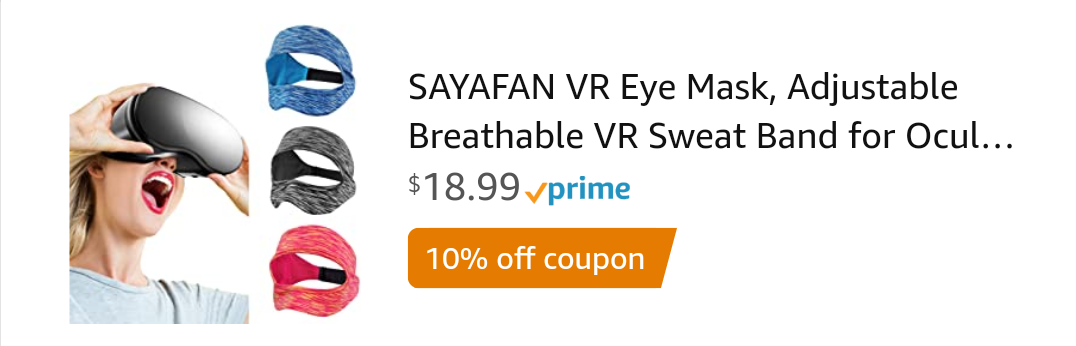 SAYAFAN VR Eye Mask, Adjustable
Breathable VR Sweat Band for Ocul...
$18.99 prime
10% off coupon